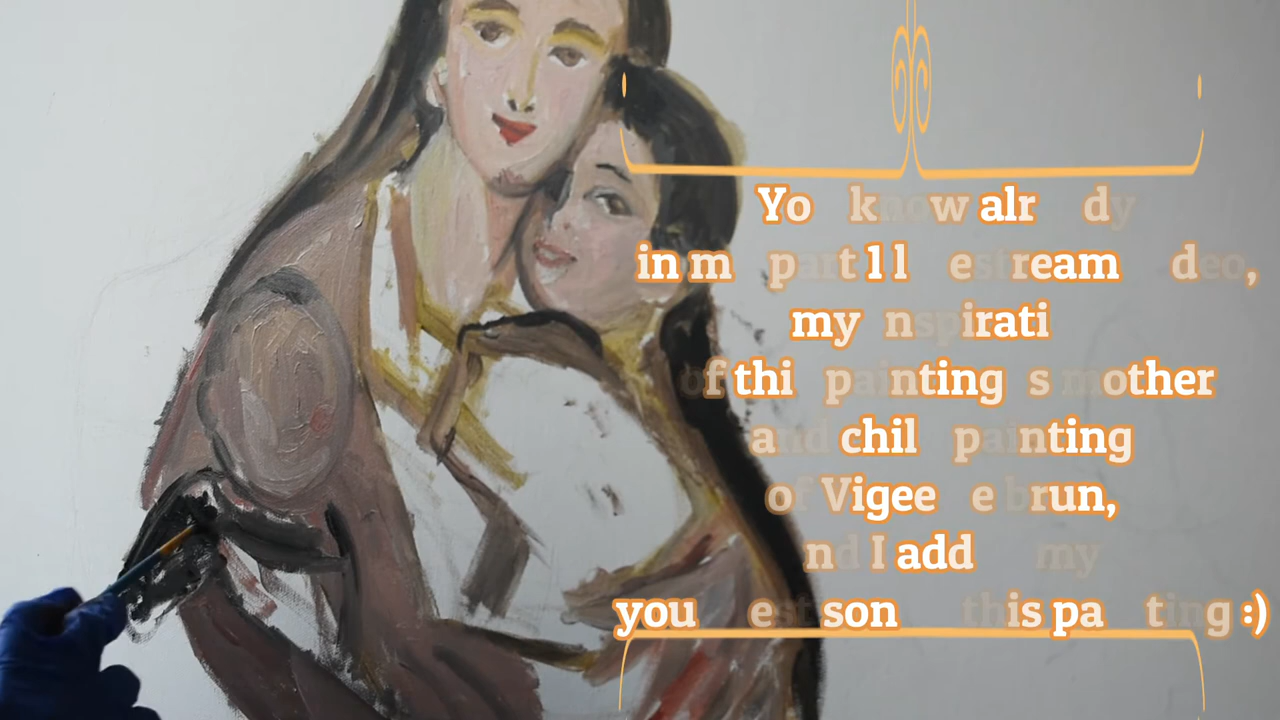 You know already
in my part 11 livestream video,
my inspiration
of this painting is mother
and child painting
of Vigee Le brun,
and I added my
youngest son in this painting :)